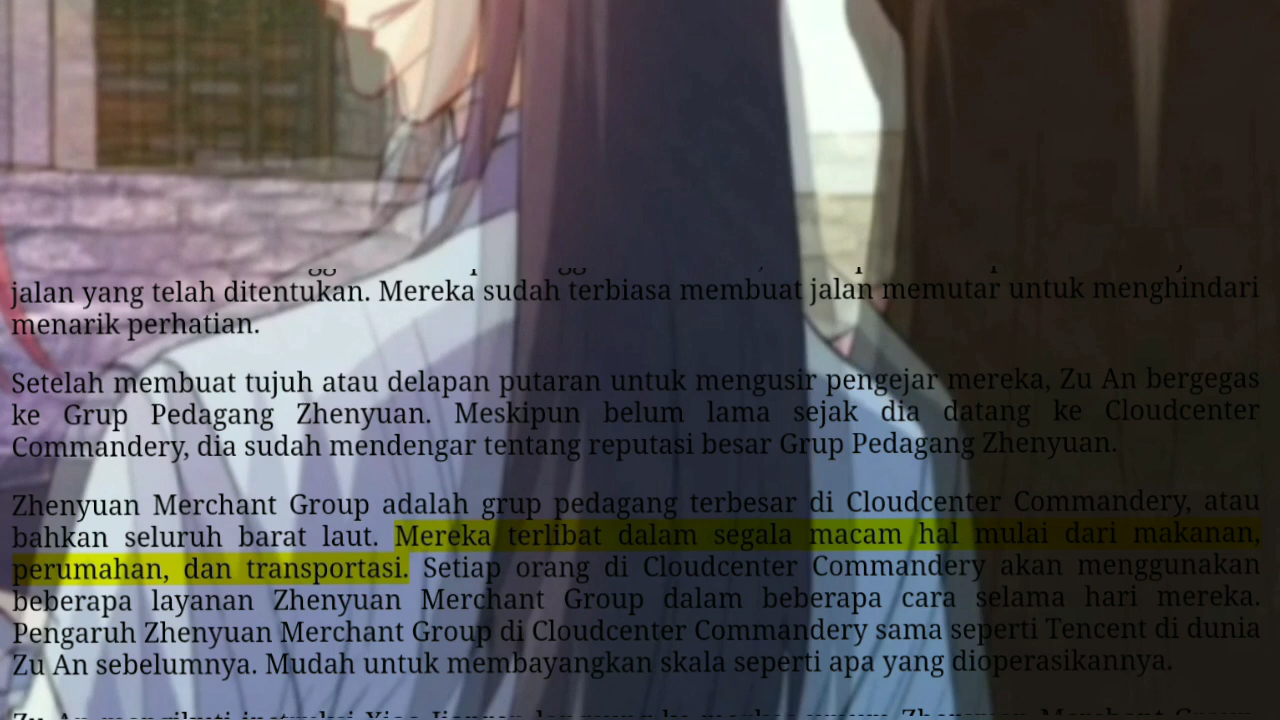 jalan yang telah ditentukan. Mereka sudah terbiasa membuat jalan memutar untuk menghindari
menarik perhatian.
Setelah membuat tujuh atau delapan putaran untuk mengusir pengejar mereka, Zu An bergegas
ke Grup Pedagang Zhenyuan. Meskipun belum lama sejak dia datang ke Cloudcenter
Commandery, dia sudah mendengar tentang reputasi besar Grup Pedagang Zhenyuan.
Zhenyuan Merchant Group adalah grup pedagang terbesar di Cloudcenter Commandery, atau
bahkan seluruh barat laut. Mereka terlibat dalam segala macam hal mulai dari makanan,
perumahan, dan transportasi. Setiap orang di Cloudcenter Commandery akan menggunakan
beberapa layanan Zhenyuan Merchant Group dalam beberapa cara selama hari mereka.
Pengaruh Zhenyuan Merchant Group di Cloudcenter Commandery sama seperti Tencent di dunia
Zu An sebelumnya. Mudah untuk membayangkan skala seperti apa yang dioperasikannya.